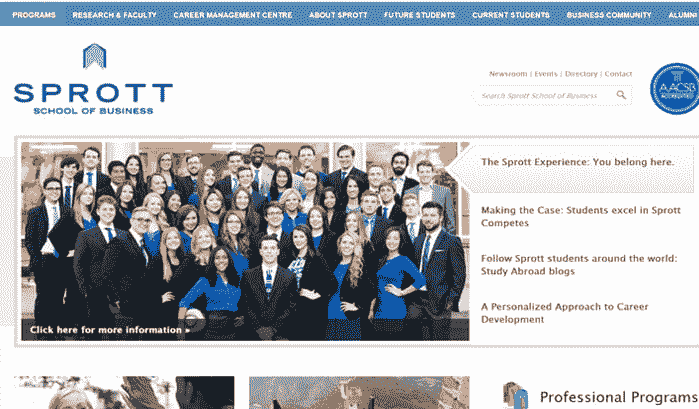 PROGRAMS RESEARCH & FACULTY CAREER MANAGEMENT CENTRE ABOUT SPROTT FUTURE STUDENTS CURRENT STUDENTS BUSINESS COMMUNITY ALUMNI
Newsroom | Events | Directory | Contact
SPROTT
SCHOOL OF BUSINESS
Search Sprott School of Business
AACSB
ACCREDITED
The Sprott Experience: You belong here.
Making the Case: Students excel in Sprott
Competes
Follow Sprott students around the world:
Study Abroad blogs
A Personalized Approach to Career
Development
Click here for more information »
Professional Programs